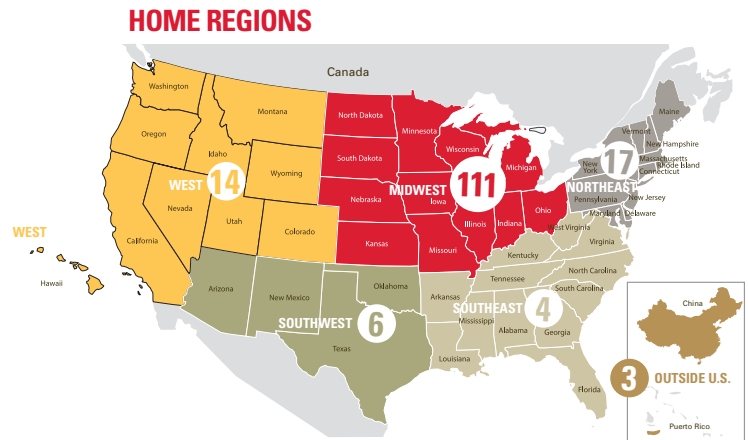 HOME REGIONS
Canada
Washington
Oregon
Idaho
Montana
Wyoming
WEST 14
Nevada
Utah
Colorado
California
WEST
Hawaii
North Dakota
South Dakota
Nebraska
Kansas
Minnesota
Wisconsin
Michigan
MIDWEST 111
Iowa
Illinois
Indiana
Ohio
Missouri
Maine
Vermont
New Hampshire
17
New
York
Massachusetts
Rhode Island
Connecticut
NORTHEAST
Pennsylvania
New Jersey
Maryland
Delaware
West Virginia
Virginia
Kentucky
Tennessee
North Carolina
South Carolina
Arkansas
SOUTHEAST 4
Mississippi
Alabama
Georgia
Louisiana
Florida
Arizona
New Mexico
Oklahoma
SOUTHWEST 6
Texas
China
3 OUTSIDE U.S.
Puerto Rico